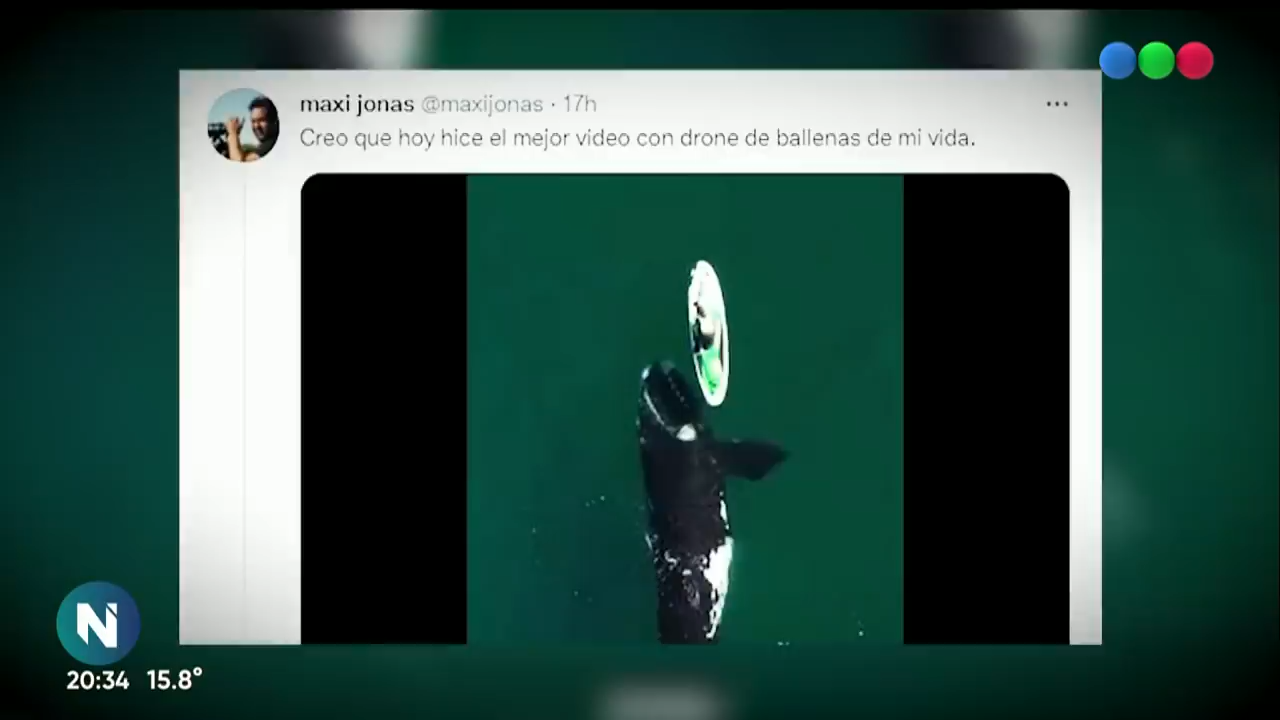 maxi jonas @maxijonas · 17h
Creo que hoy hice el mejor video con drone de ballenas de mi vida.
N
20:34 15.8°